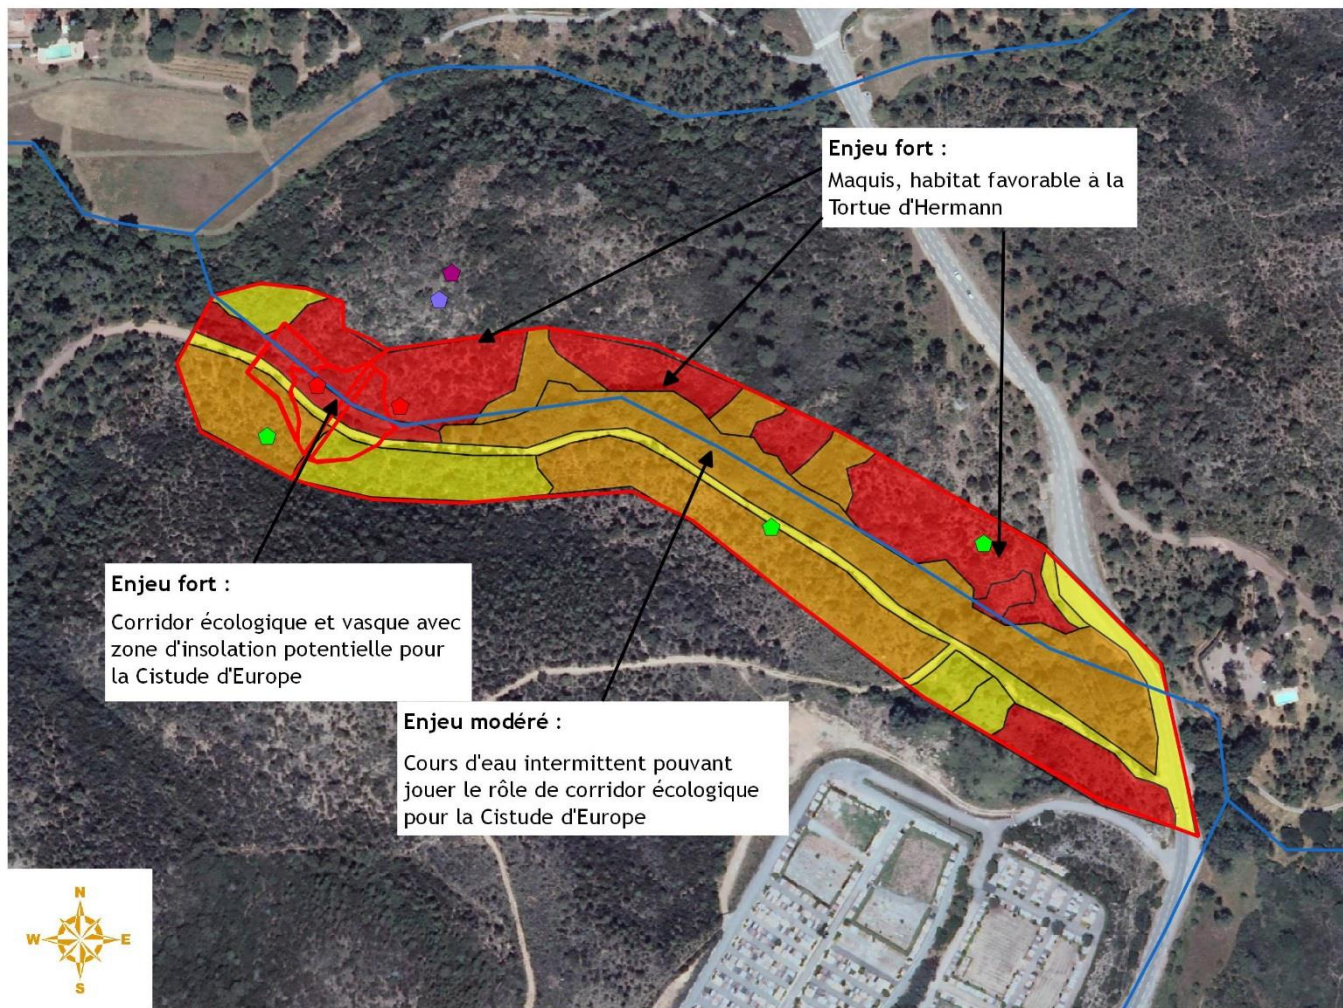 Enjeu fort :
Maquis, habitat favorable à la
Tortue d'Hermann
Enjeu fort :
Corridor écologique et vasque avec
zone d'insolation potentielle pour
la Cistude d'Europe
Enjeu modéré :
Cours d'eau intermittent pouvant
jouer le rôle de corridor écologique
pour la Cistude d'Europe
N
W E
S